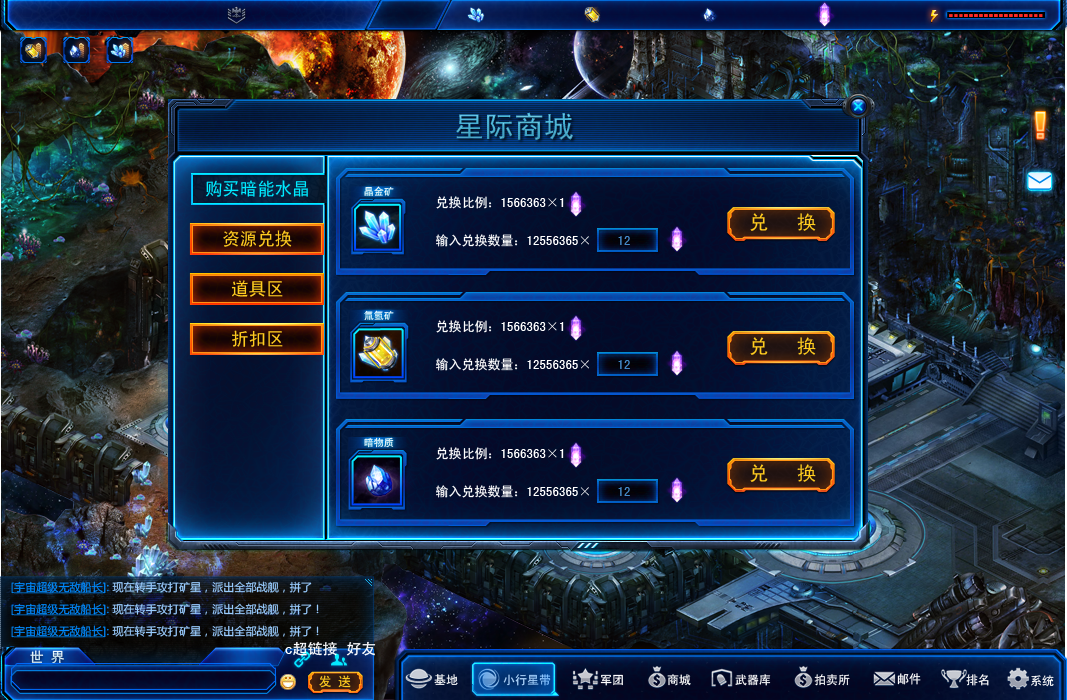 星际商城
购买暗能水晶
资源兑换
道具区
折扣区
晶金矿
兑换比例：1566363×1
输入兑换数量：12556365× 12
兑 换
氚氦矿
兑换比例：1566363×1
输入兑换数量：12556365× 12
兑 换
暗物质
兑换比例：1566363×1
输入兑换数量：12556365× 12
兑 换
[宇宙超级无敌船长]: 现在转手攻打矿星，派出全部战舰，拼了
[宇宙超级无敌船长]: 现在转手攻打矿星，派出全部战舰，拼了！
[宇宙超级无敌船长]: 现在转手攻打矿星，派出全部战舰，拼了！
c超链接 好友
世 界
发 送
基地 小行星带 军团 商城 武器库 拍卖所 邮件 排名 系统